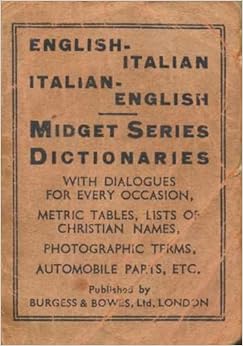 ENGLISH-
ITALIAN
ITALIAN-
ENGLISH
MIDGET SERIES
DICTIONARIES
WITH DIALOGUES
FOR EVERY OCCASION,
METRIC TABLES, LISTS OF
CHRISTIAN NAMES,
PHOTOGRAPHIC TERMS,
AUTOMOBILE PARTS, ETC.
Published by
BURGESS & BOWES, Ltd. LONDON